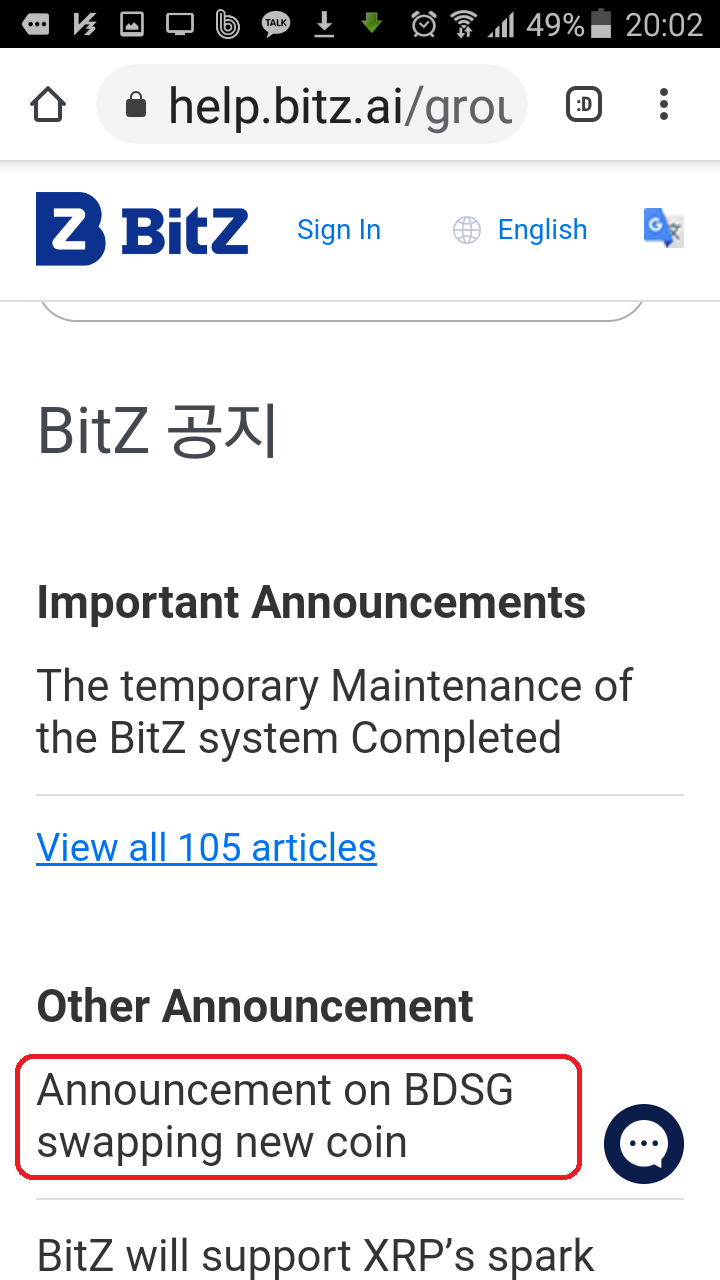 TALK
49%
20:02
help.bitz.ai/grou
:D
BitZ
Sign In
English
BitZ 공지
Important Announcements
The temporary Maintenance of
the BitZ system Completed
View all 105 articles
Other Announcement
Announcement on BDSG
swapping new coin
BitZ will support XRP’s spark